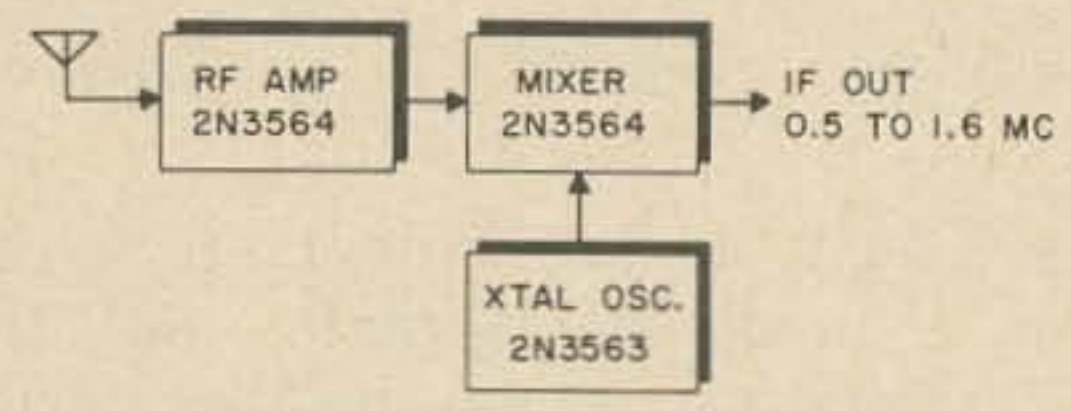 RF AMP
2N3564
MIXER
2N3564
IF OUT
0.5 TO 1.6 MC
XTAL OSC.
2N3563